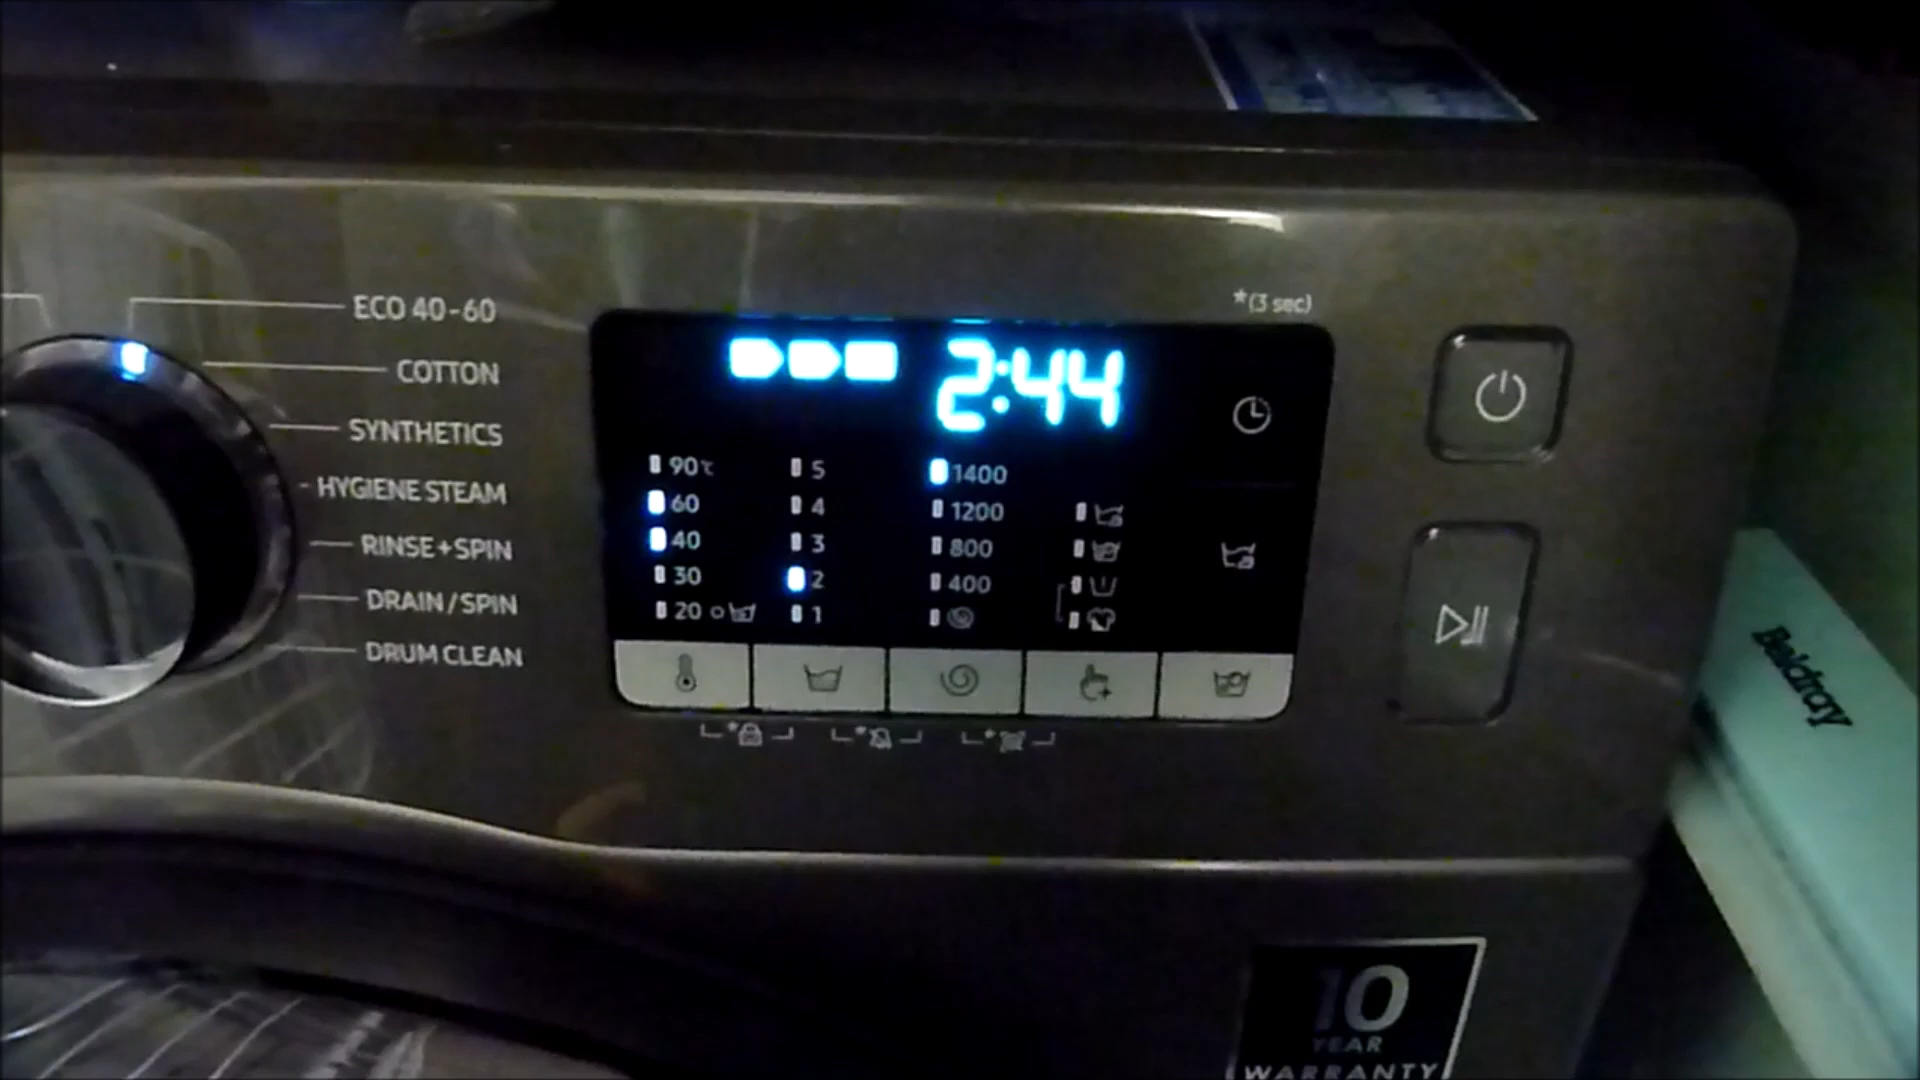 *(3 sec)
ECO 40-60
COTTON
SYNTHETICS
HYGIENE STEAM
RINSE+SPIN
DRAIN/SPIN
DRUM CLEAN
2:44
90℃ 5 1400
60 4 1200
40 3 800
30 2 400
20 1
Beldray
10
YEAR
WARRANTY